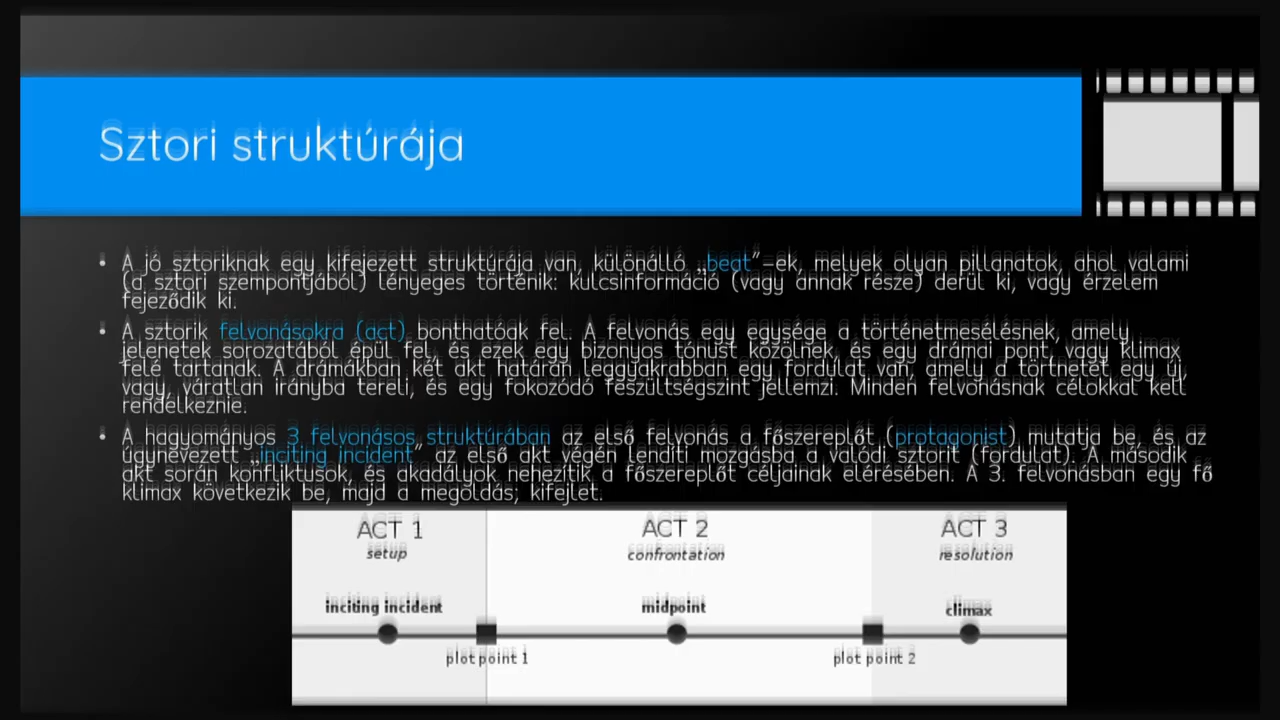 Sztori struktúrája
• A jó sztoriknak egy kifejezett struktúrája van, különálló „beat”-ek, melyek olyan pillanatok, ahol valami
(a sztori szempontjából) lényeges történik: kulcsinformáció (vagy annak része) derül ki, vagy érzelem
fejeződik ki.
• A sztorik felvonásokra (act) bonthatóak fel. A felvonás egy egysége a történetmesélésnek, amely
jelenetek sorozatából épül fel, és ezek egy bizonyos tónust közölnek, és egy drámai pont, vagy klimax
felé tartanak. A drámákban két akt határán leggyakrabban egy fordulat van, amely a törtnetet egy új,
vagy, váratlan irányba tereli, és egy fokozódó feszültségszint jellemzi. Minden felvonásnak célokkal kell
rendelkeznie.
• A hagyományos 3 felvonásos struktúrában az első felvonás a főszereplőt (protagonist) mutatja be, és az
úgynevezett „inciting incident” az első akt végén lendíti mozgásba a valódi sztorit (fordulat). A második
akt során konfliktusok, és akadályok nehezítik a főszereplőt céljainak elérésében. A 3. felvonásban egy fő
klimax következik be, majd a megoldás; kifejlet.
ACT 1 ACT 2 ACT 3
setup confrontation resolution
inciting incident midpoint climax
plot point 1 plot point 2